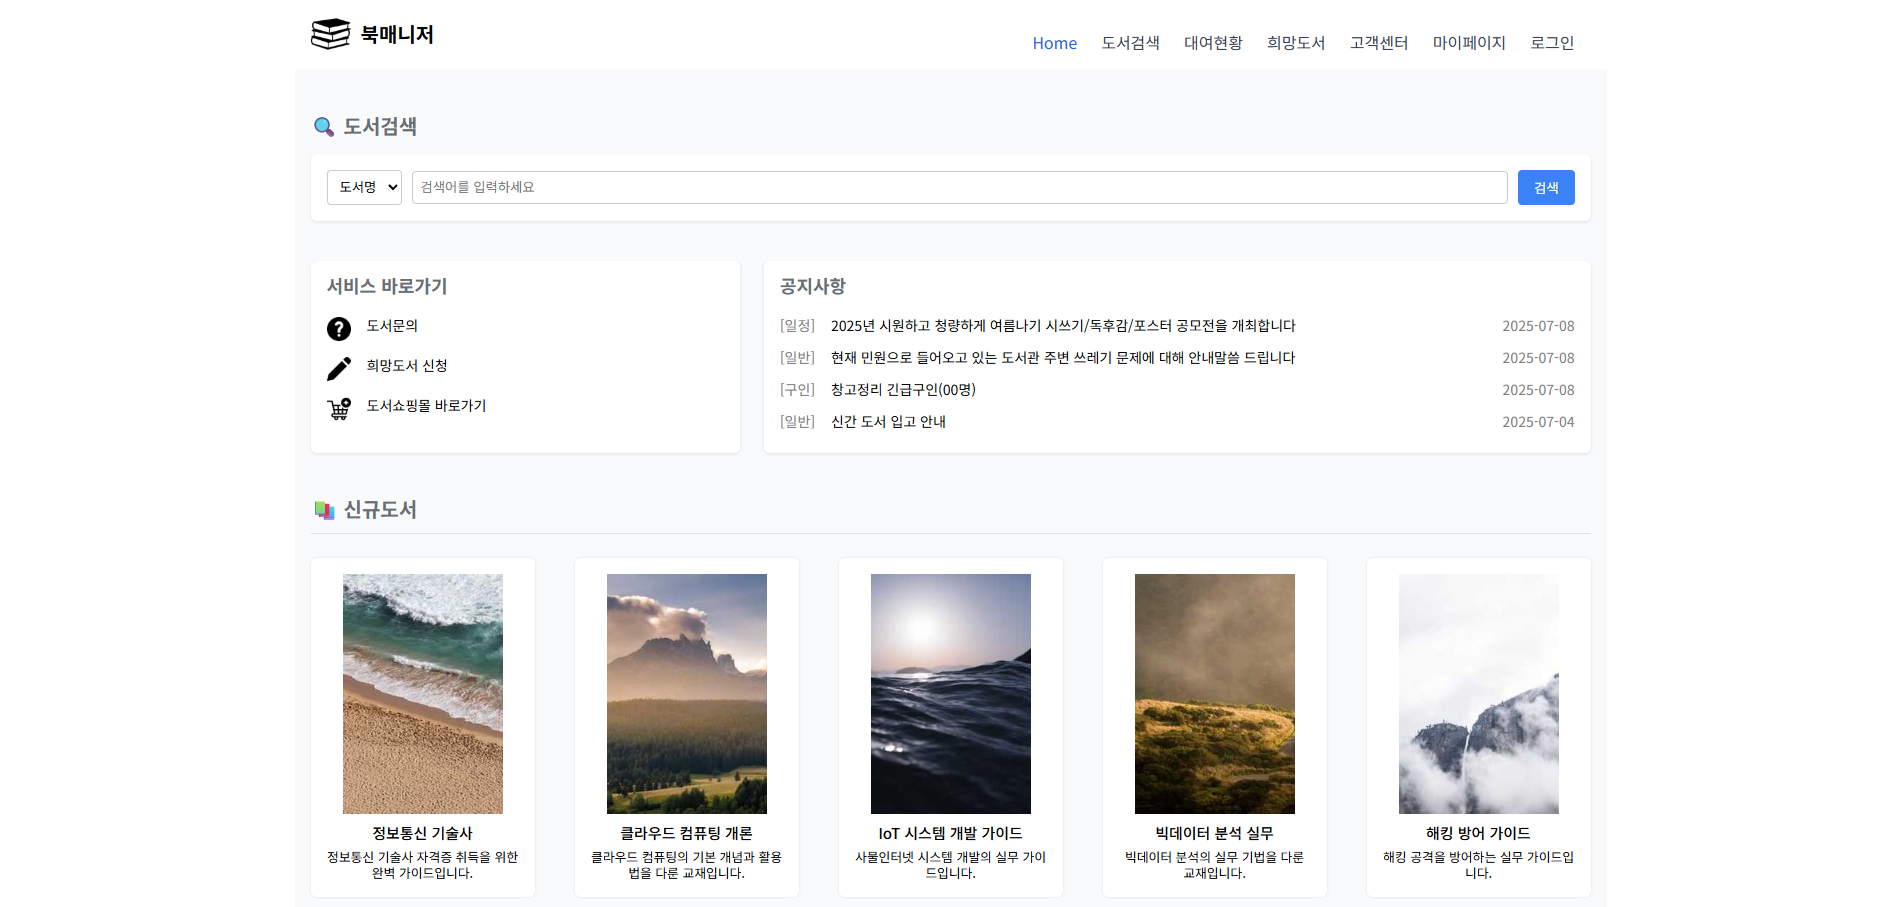 북매니저
Home 도서검색 대여현황 희망도서 고객센터 마이페이지 로그인
도서검색
도서명 검색어를 입력하세요 검색
서비스 바로가기
도서문의
희망도서 신청
도서쇼핑몰 바로가기
공지사항
[일정] 2025년 시원하고 청량하게 여름나기 시쓰기/독후감/포스터 공모전을 개최합니다 2025-07-08
[일반] 현재 민원으로 들어오고 있는 도서관 주변 쓰레기 문제에 대해 안내말씀 드립니다 2025-07-08
[구인] 창고정리 긴급구인(00명) 2025-07-08
[일반] 신간 도서 입고 안내 2025-07-04
신규도서
정보통신 기술사
정보통신 기술사 자격증 취득을 위한
완벽 가이드입니다.
클라우드 컴퓨팅 개론
클라우드 컴퓨팅의 기본 개념과 활용
법을 다룬 교재입니다.
IoT 시스템 개발 가이드
사물인터넷 시스템 개발의 실무 가이
드입니다.
빅데이터 분석 실무
빅데이터 분석의 실무 기법을 다룬
교재입니다.
해킹 방어 가이드
해킹 공격을 방어하는 실무 가이드입
니다.